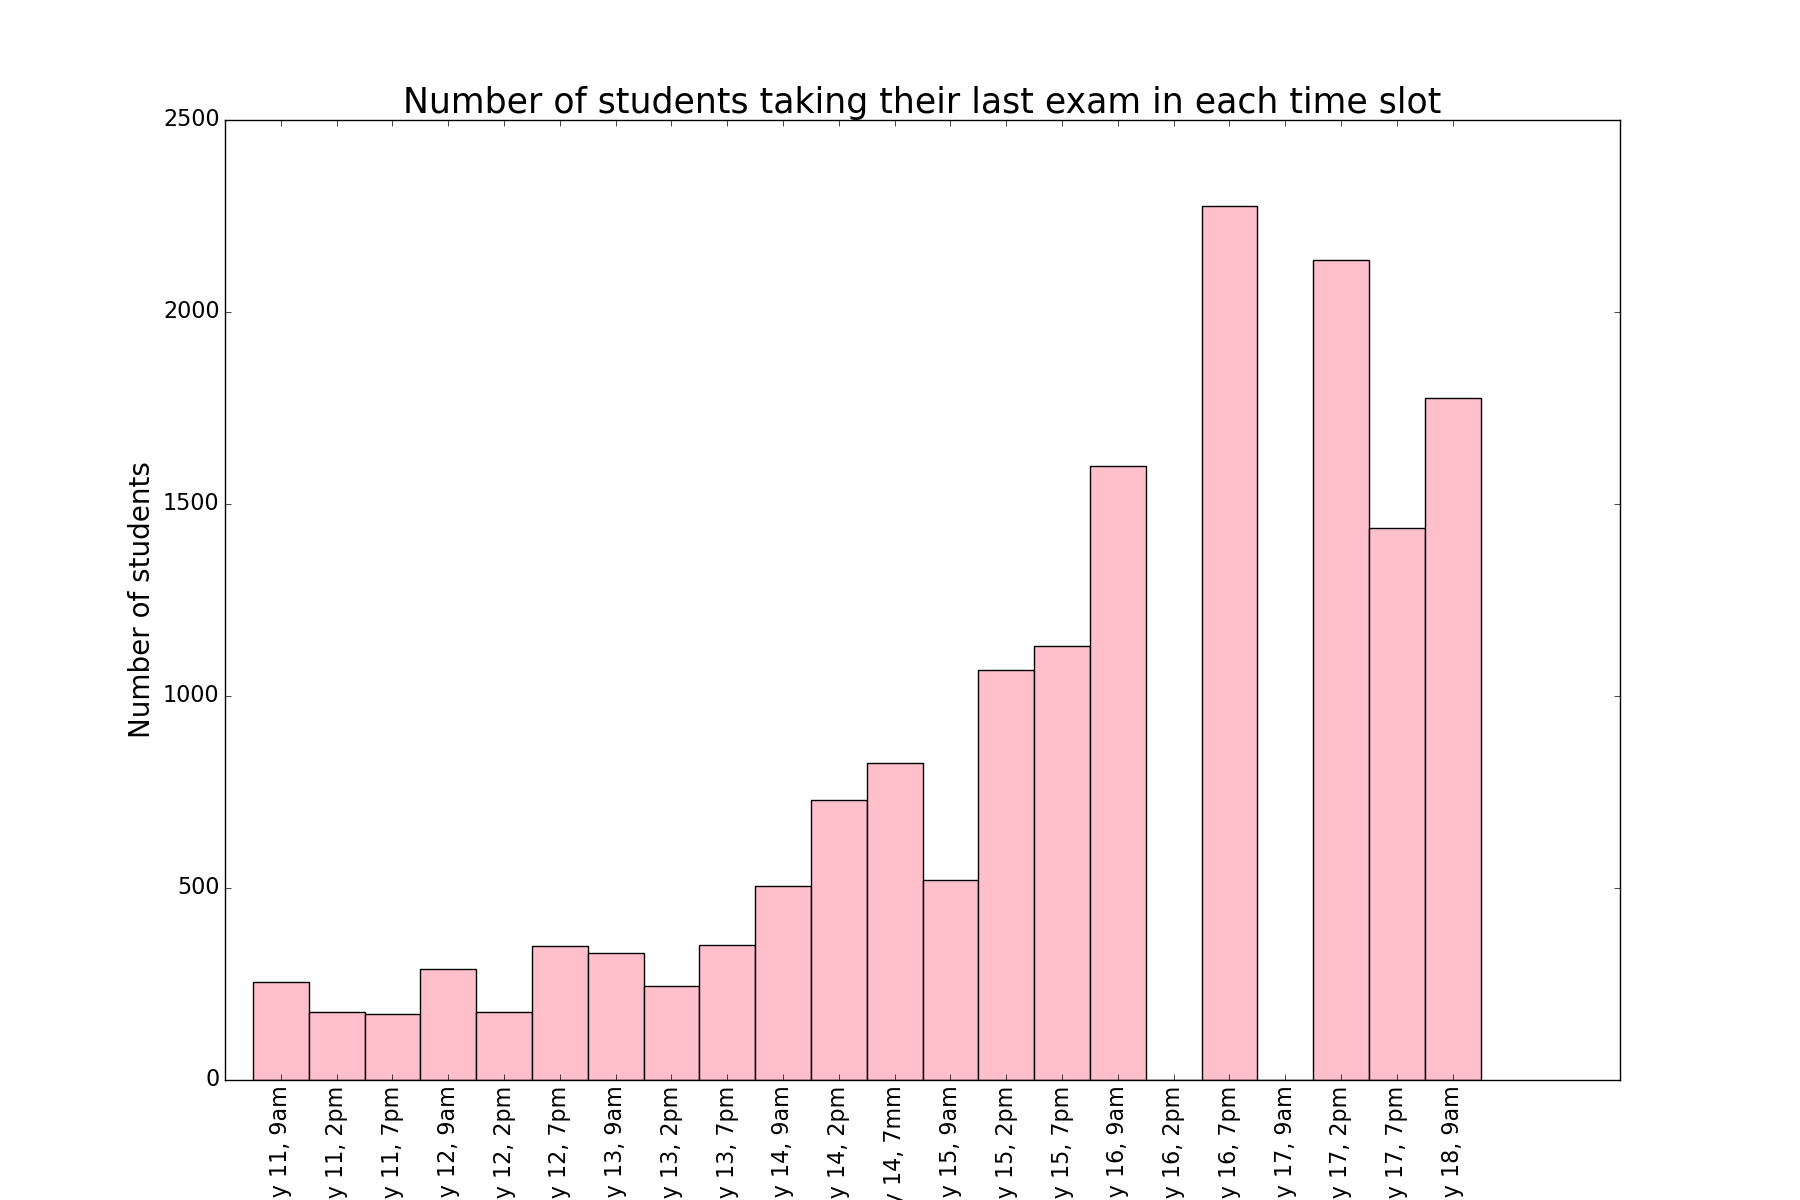 Number of students taking their last exam in each time slot
2500
2000
1500
1000
500
0
Number of students
y 11, 9am
y 11, 2pm
y 11, 7pm
y 12, 9am
y 12, 2pm
y 12, 7pm
y 13, 9am
y 13, 2pm
y 13, 7pm
y 14, 9am
y 14, 2pm
y 14, 7mm
y 15, 9am
y 15, 2pm
y 15, 7pm
y 16, 9am
y 16, 2pm
y 16, 7pm
y 17, 9am
y 17, 2pm
y 17, 7pm
y 18, 9am